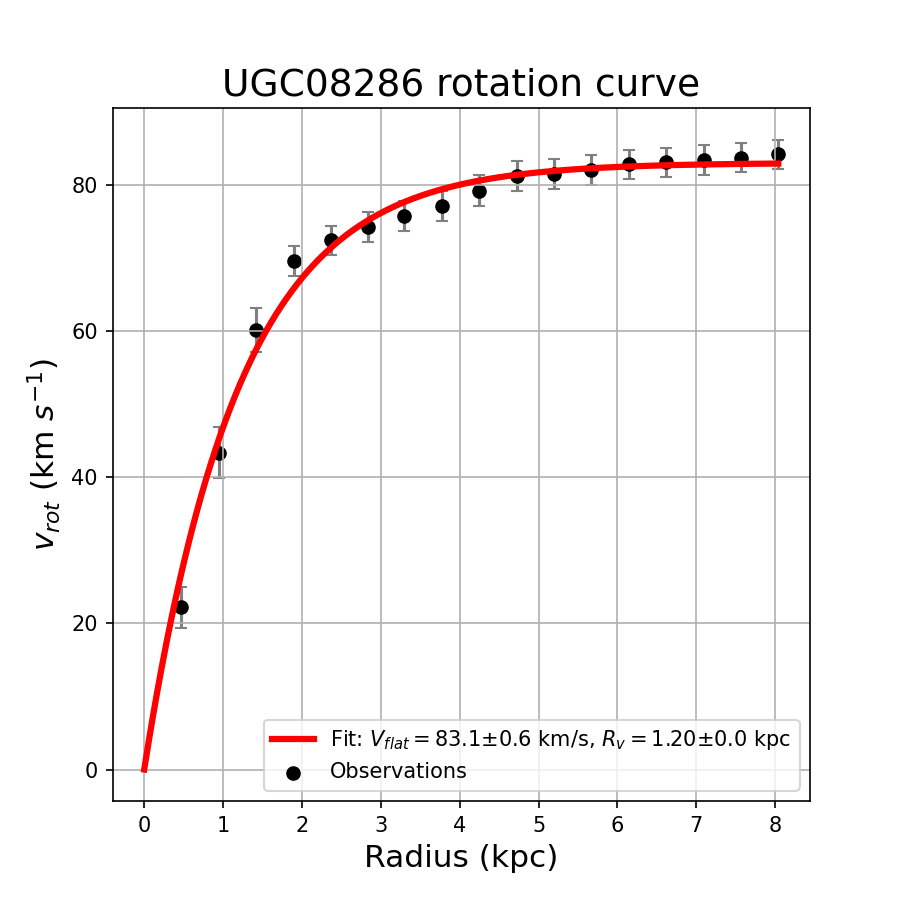 UGC08286 rotation curve
v_rot (km s⁻¹)
80
60
40
20
0
Fit: V_flat = 83.1±0.6 km/s, R_v = 1.20±0.0 kpc
Observations
0 1 2 3 4 5 6 7 8
Radius (kpc)